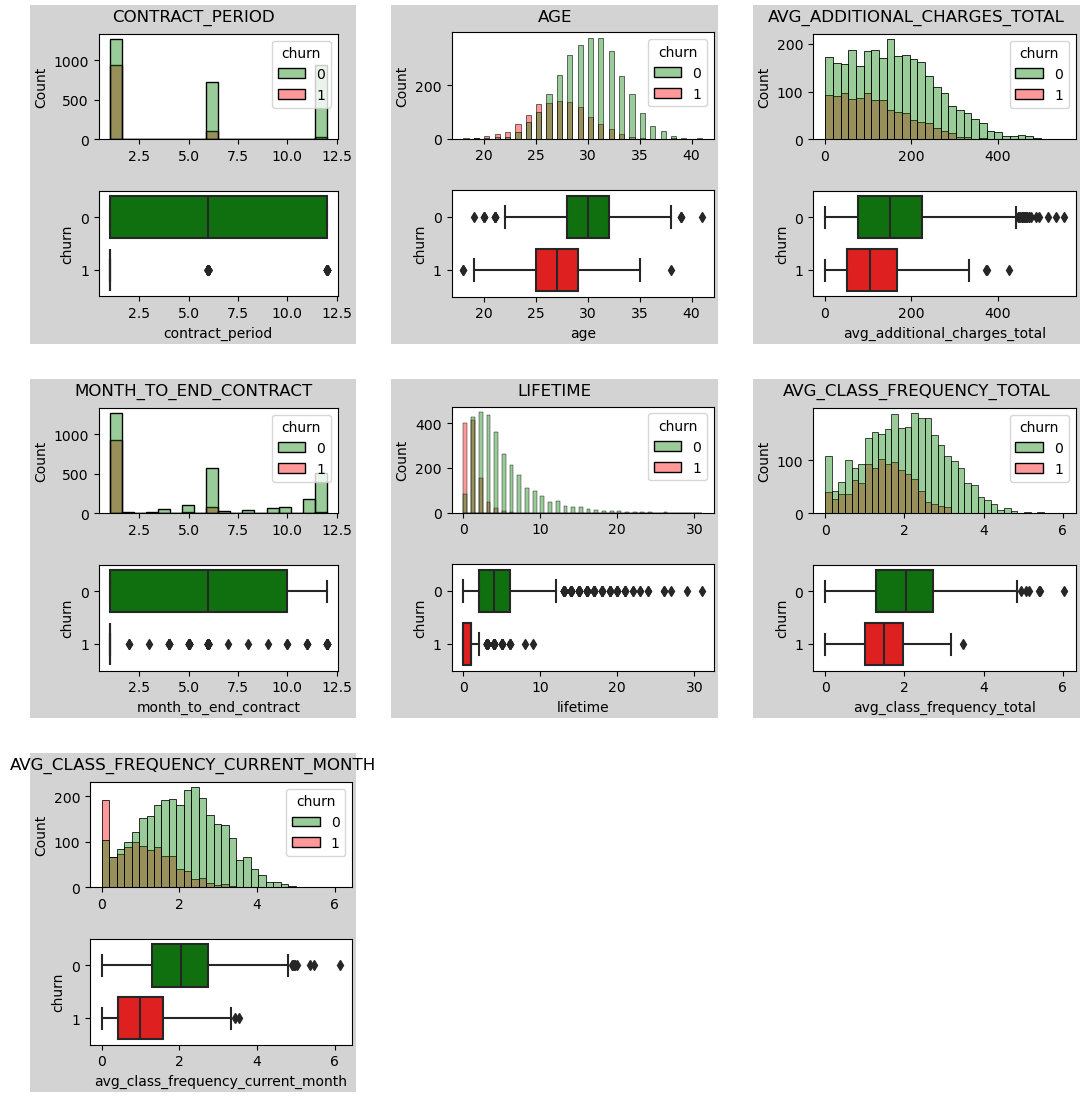 CONTRACT_PERIOD
Count
1000
500
0
churn
0
1
2.5 5.0 7.5 10.0 12.5
churn
0
1
2.5 5.0 7.5 10.0 12.5
contract_period
AGE
Count
200
0
churn
0
1
20 25 30 35 40
churn
0
1
20 25 30 35 40
age
AVG_ADDITIONAL_CHARGES_TOTAL
Count
200
100
0
churn
0
1
0 200 400
churn
0
1
0 200 400
avg_additional_charges_total
MONTH_TO_END_CONTRACT
Count
1000
500
0
churn
0
1
2.5 5.0 7.5 10.0 12.5
churn
0
1
2.5 5.0 7.5 10.0 12.5
month_to_end_contract
LIFETIME
Count
400
200
0
churn
0
1
0 10 20 30
churn
0
1
0 10 20 30
lifetime
AVG_CLASS_FREQUENCY_TOTAL
Count
100
0
churn
0
1
0 2 4 6
churn
0
1
0 2 4 6
avg_class_frequency_total
AVG_CLASS_FREQUENCY_CURRENT_MONTH
Count
200
100
0
churn
0
1
0 2 4 6
churn
0
1
0 2 4 6
avg_class_frequency_current_month